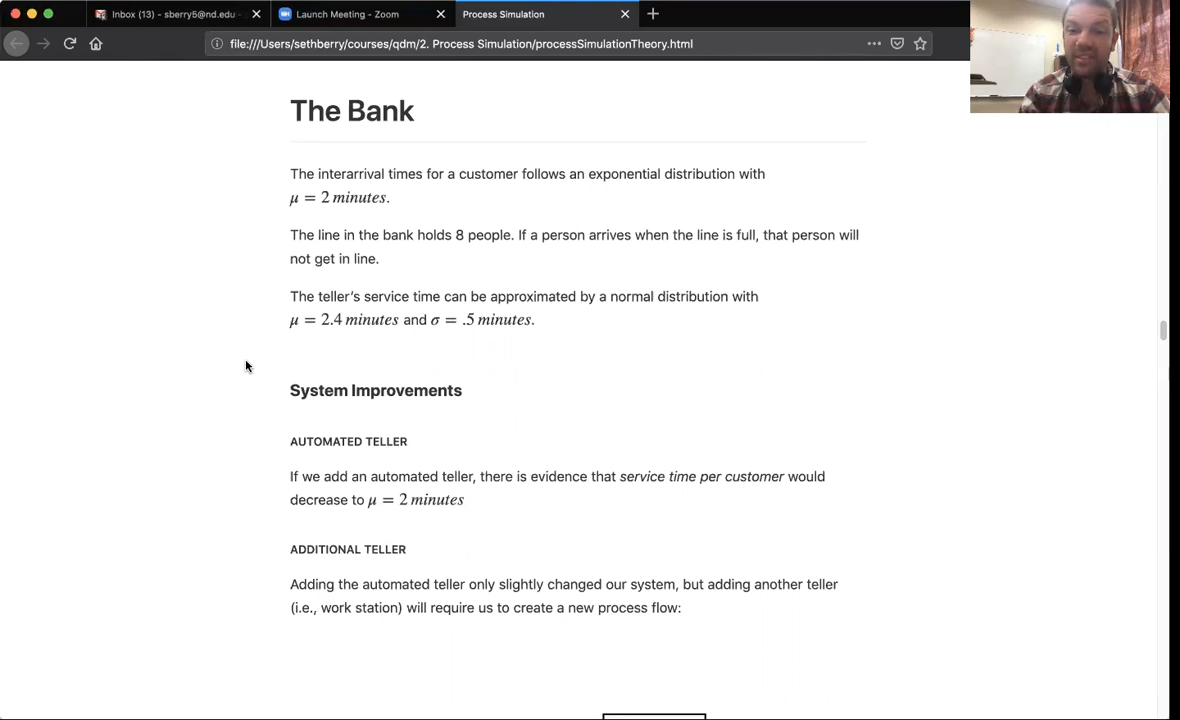 Inbox (13) - sberry5@nd.edu -
Launch Meeting - Zoom
Process Simulation
file:///Users/sethberry/courses/qdm/2. Process Simulation/processSimulationTheory.html
The Bank
The interarrival times for a customer follows an exponential distribution with
μ = 2 minutes.
The line in the bank holds 8 people. If a person arrives when the line is full, that person will
not get in line.
The teller’s service time can be approximated by a normal distribution with
μ = 2.4 minutes and σ = .5 minutes.
System Improvements
AUTOMATED TELLER
If we add an automated teller, there is evidence that service time per customer would
decrease to μ = 2 minutes
ADDITIONAL TELLER
Adding the automated teller only slightly changed our system, but adding another teller
(i.e., work station) will require us to create a new process flow: